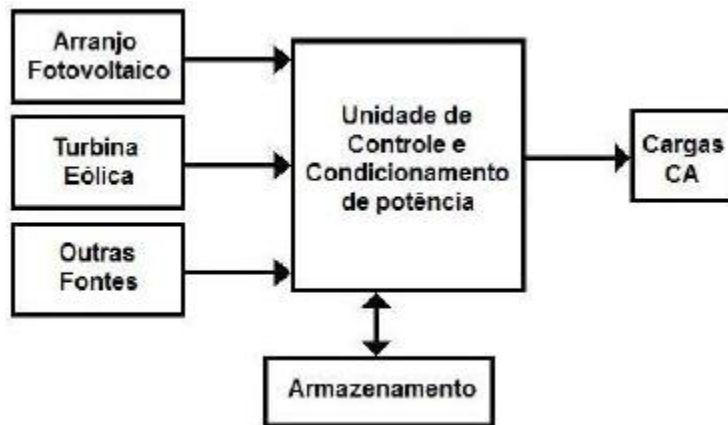 Arranjo
Fotovoltaico
Turbina
Eólica
Outras
Fontes
Unidade de
Controle e
Condicionamento
de potência
Cargas
CA
Armazenamento